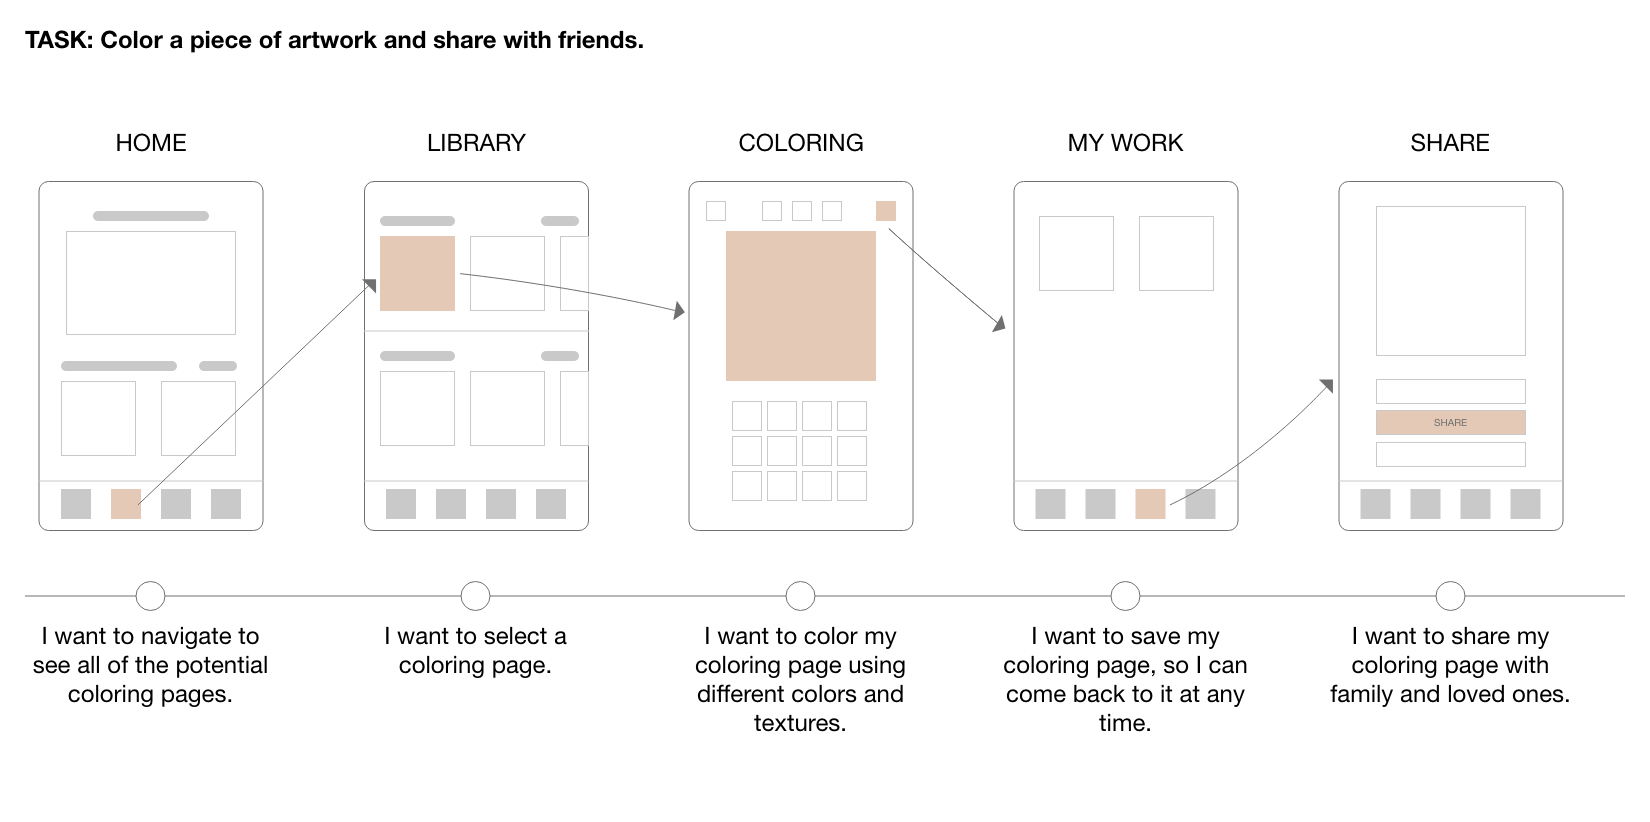 TASK: Color a piece of artwork and share with friends.
HOME
LIBRARY
COLORING
MY WORK
SHARE
SHARE
I want to navigate to
see all of the potential
coloring pages.
I want to select a
coloring page.
I want to color my
coloring page using
different colors and
textures.
I want to save my
coloring page, so I can
come back to it at any
time.
I want to share my
coloring page with
family and loved ones.